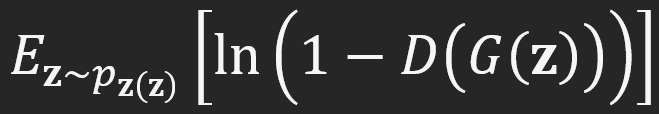 E_{𝐳~p_{𝐳(𝐳)}} [ln (1 − D(G(𝐳)))]